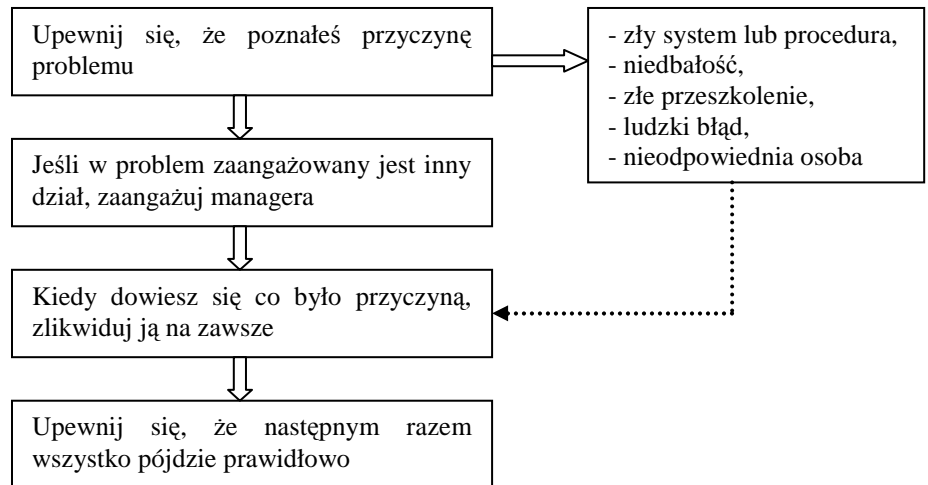 Upewnij się, że poznałeś przyczynę
problemu
- zły system lub procedura,
- niedbałość,
- złe przeszkolenie,
- ludzki błąd,
- nieodpowiednia osoba
Jeśli w problem zaangażowany jest inny
dział, zaangażuj managera
Kiedy dowiesz się co było przyczyną,
zlikwiduj ją na zawsze
Upewnij się, że następnym razem
wszystko pójdzie prawidłowo